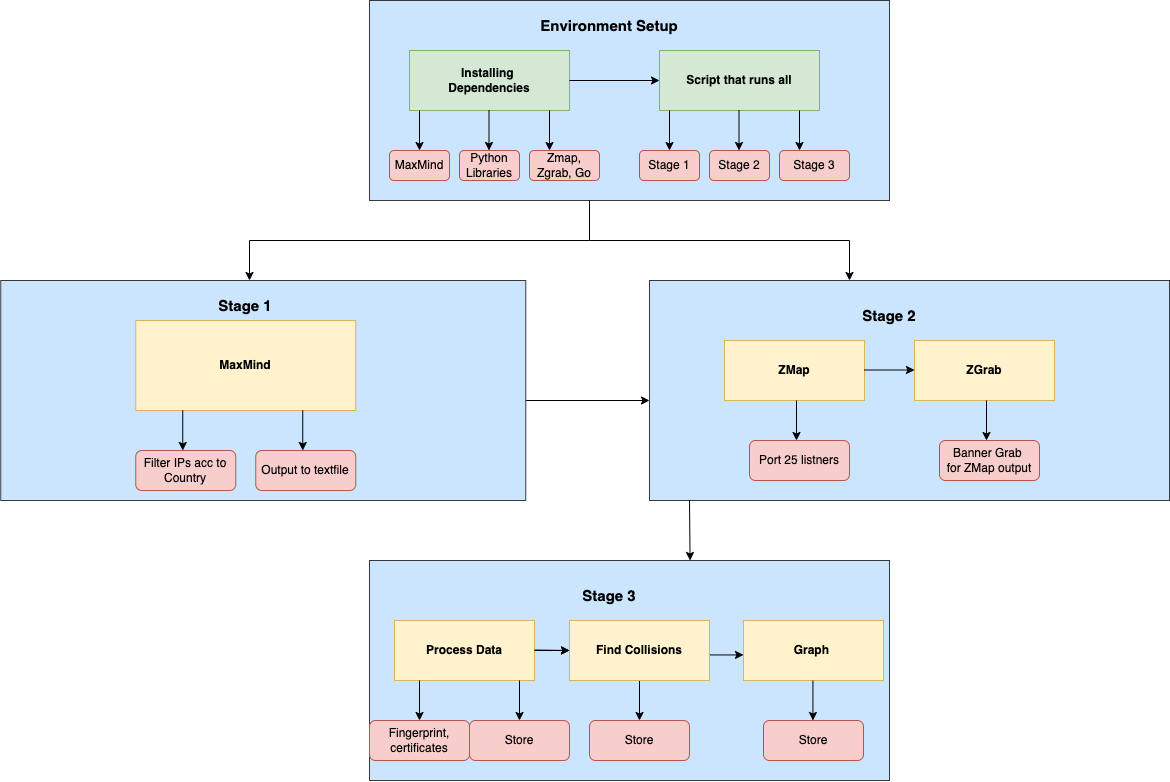 Environment Setup
Installing
Dependencies
Script that runs all
MaxMind
Python
Libraries
Zmap,
Zgrab, Go
Stage 1
Stage 2
Stage 3
Stage 1
MaxMind
Filter IPs acc to
Country
Output to textfile
Stage 2
ZMap
ZGrab
Port 25 listners
Banner Grab
for ZMap output
Stage 3
Process Data
Find Collisions
Graph
Fingerprint,
certificates
Store
Store
Store